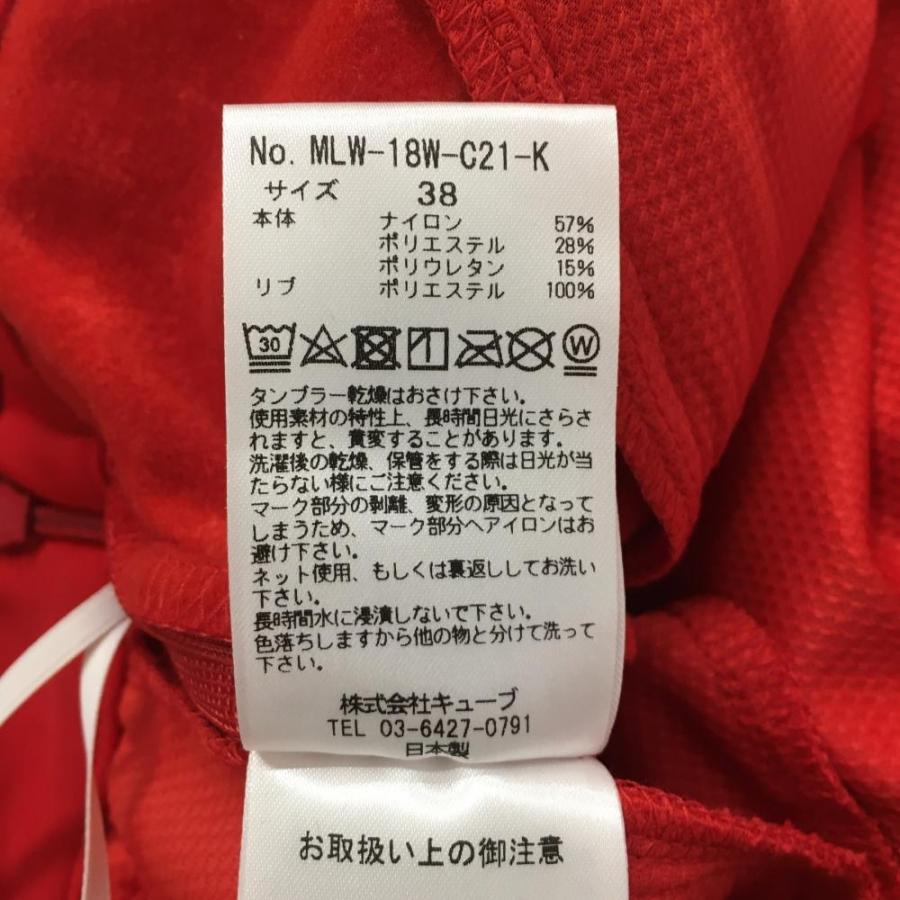 No. MLW-18W-C21-K
サイズ 38
本体 ナイロン 57%
ポリエステル 28%
ポリウレタン 15%
リブ ポリエステル 100%
30 W
タンブラー乾燥はおさけ下さい。
使用素材の特性上、長時間日光にさらさ
れますと、黄変することがあります。
洗濯後の乾燥、保管をする際は日光が当
たらない様にご注意ください。
マーク部分の剥離、変形の原因となって
しまうため、マーク部分へアイロンはお
避け下さい。
ネット使用、もしくは裏返ししてお洗い
下さい。
長時間水に浸漬しないで下さい。
色落ちしますから他の物と分けて洗って
下さい。
株式会社キューブ
TEL 03-6427-0791
日本製
お取扱い上の御注意